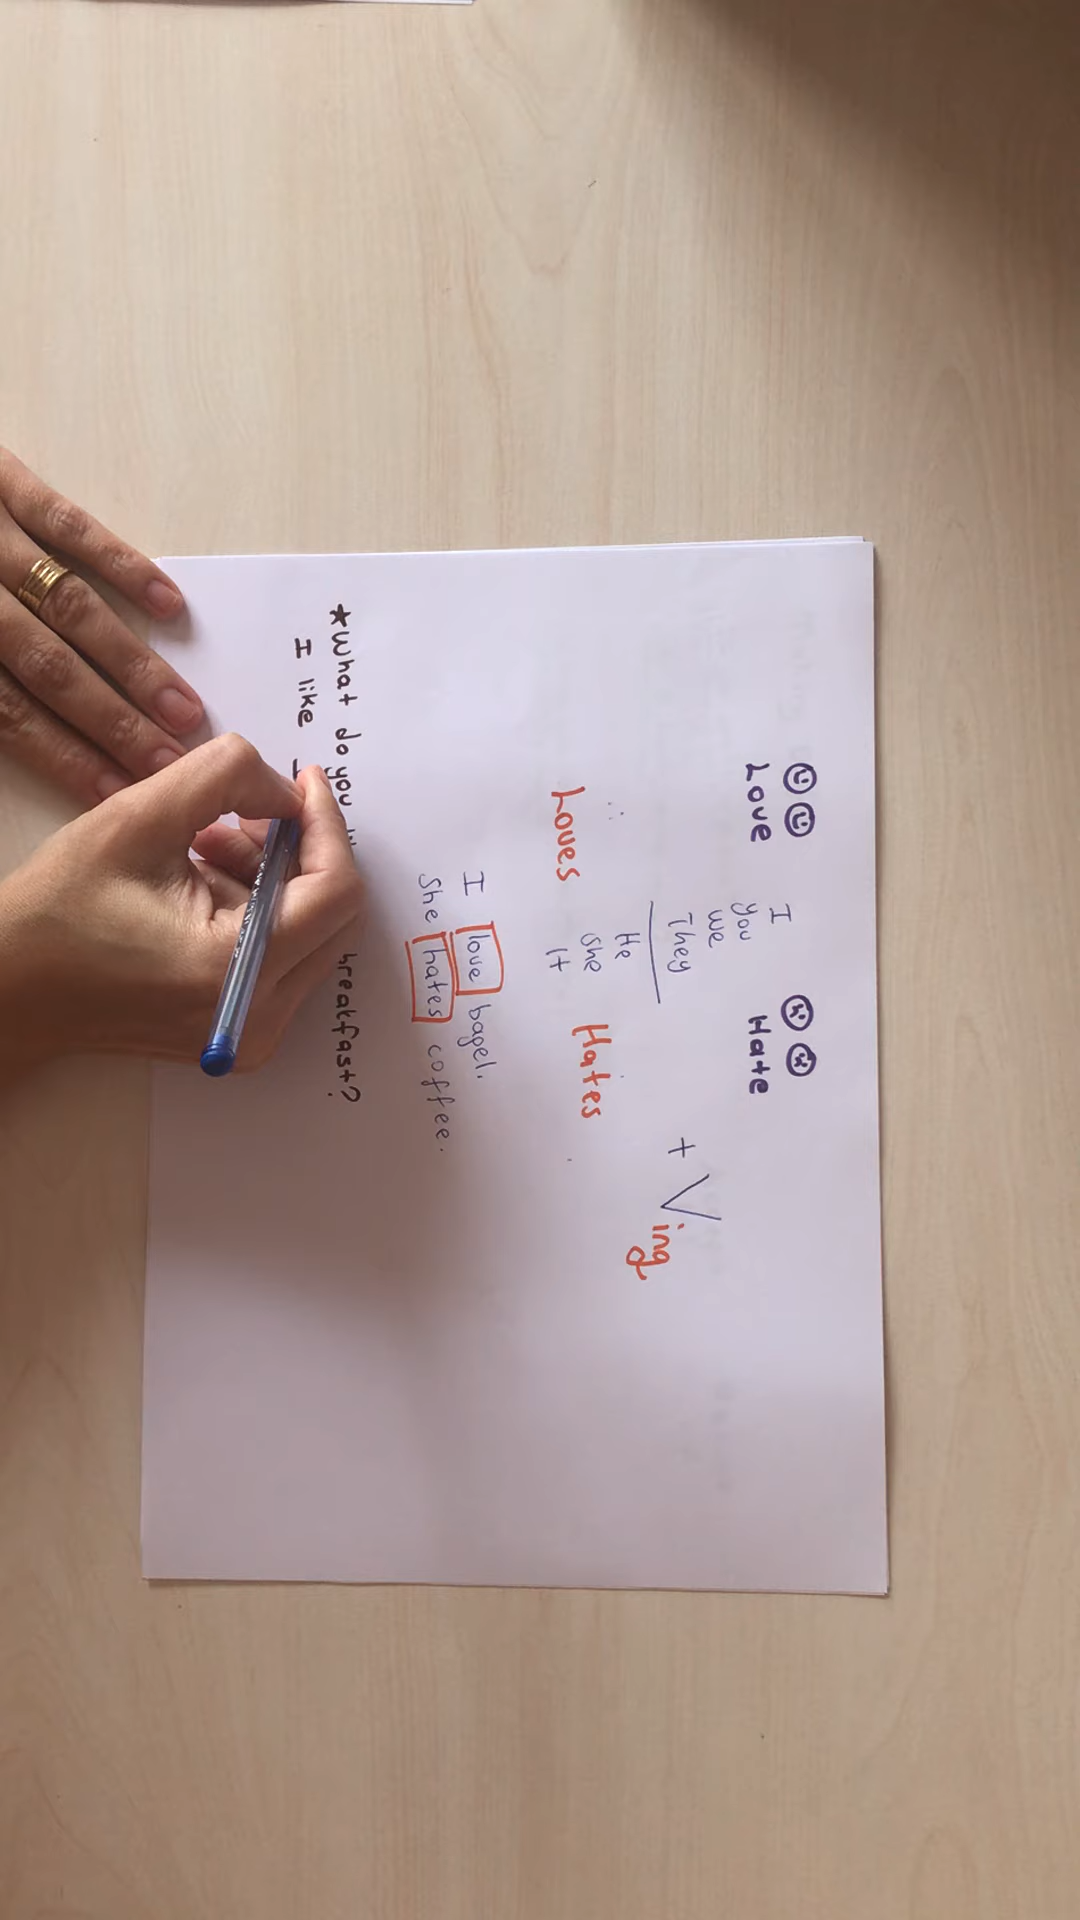 Love
Hate
I
you
we
They
He
she
It
Loves
Hates
+ Ving
I love bagel.
She hates coffee.
*What do you breakfast?
I like